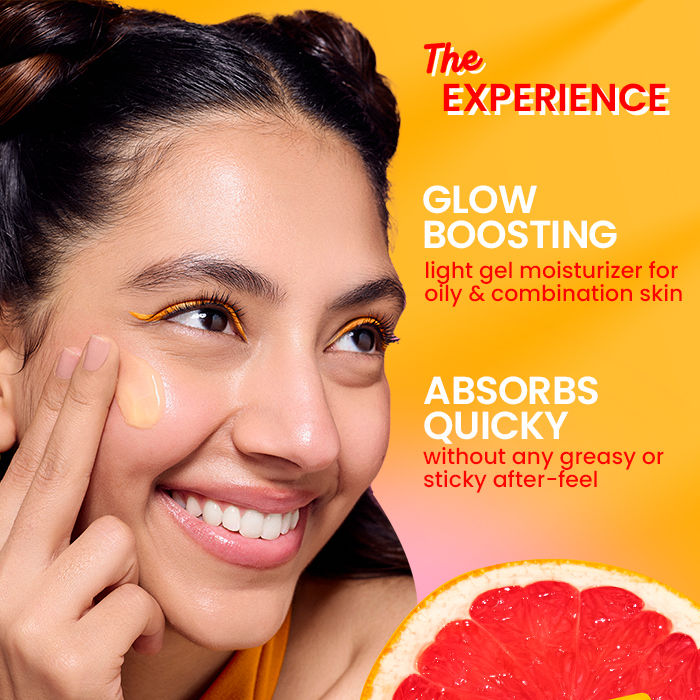 The
EXPERIENCE
GLOW
BOOSTING
light gel moisturizer for
oily & combination skin
ABSORBS
QUICKY
without any greasy or
sticky after-feel